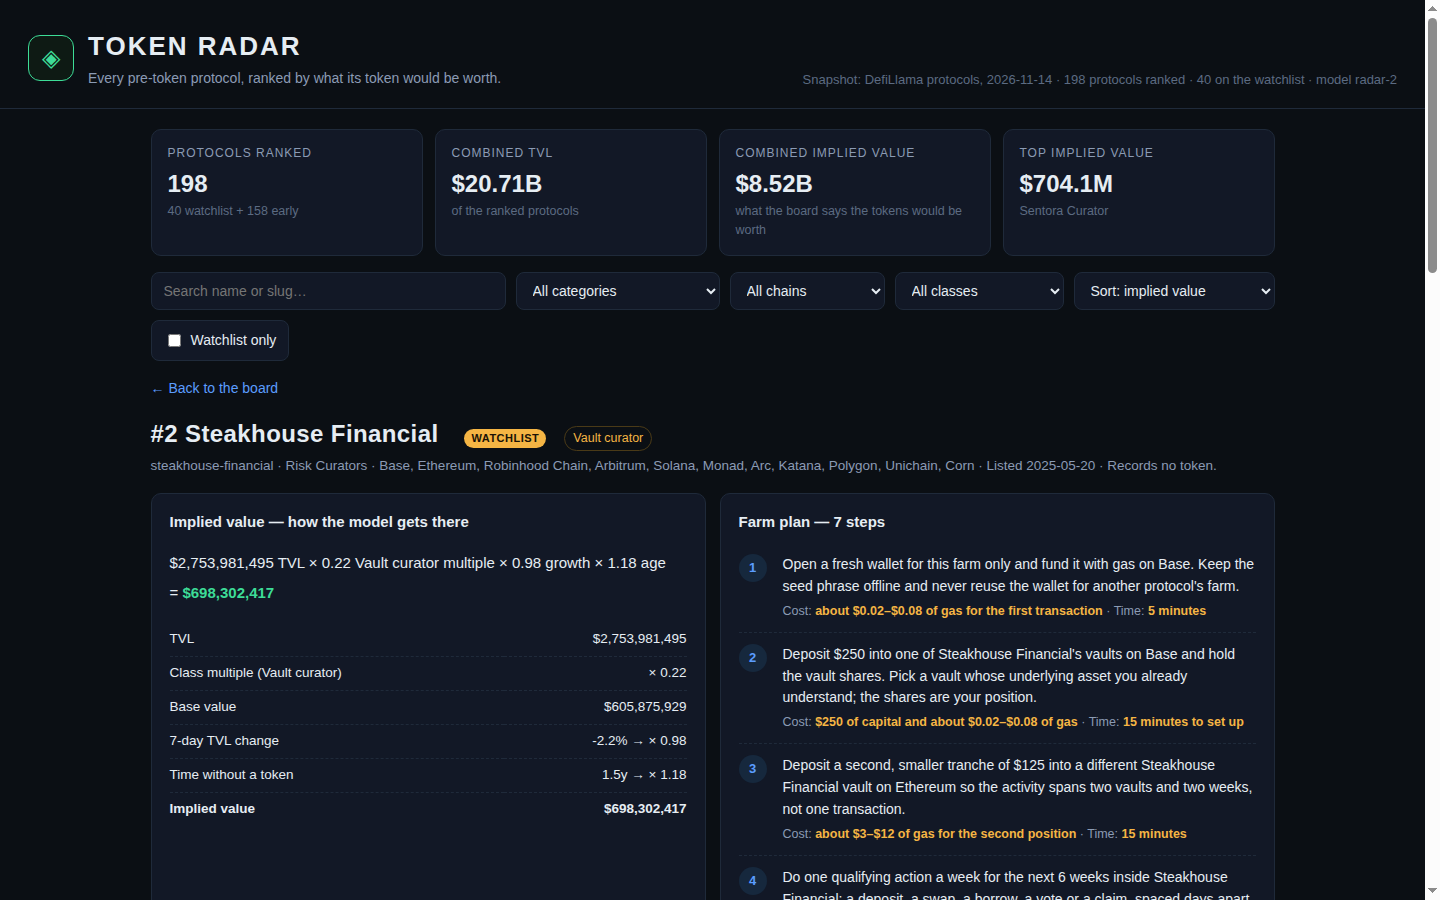 TOKEN RADAR
Every pre-token protocol, ranked by what its token would be worth.
Snapshot: DefiLlama protocols, 2026-11-14 · 198 protocols ranked · 40 on the watchlist · model radar-2
PROTOCOLS RANKED
198
40 watchlist + 158 early
COMBINED TVL
$20.71B
of the ranked protocols
COMBINED IMPLIED VALUE
$8.52B
what the board says the tokens would be
worth
TOP IMPLIED VALUE
$704.1M
Sentora Curator
Search name or slug…
All categories
All chains
All classes
Sort: implied value
Watchlist only
← Back to the board
#2 Steakhouse Financial
WATCHLIST
Vault curator
steakhouse-financial · Risk Curators · Base, Ethereum, Robinhood Chain, Arbitrum, Solana, Monad, Arc, Katana, Polygon, Unichain, Corn · Listed 2025-05-20 · Records no token.
Implied value — how the model gets there
$2,753,981,495 TVL × 0.22 Vault curator multiple × 0.98 growth × 1.18 age
= $698,302,417
TVL $2,753,981,495
Class multiple (Vault curator) × 0.22
Base value $605,875,929
7-day TVL change -2.2% → × 0.98
Time without a token 1.5y → × 1.18
Implied value $698,302,417
Farm plan — 7 steps
1
Open a fresh wallet for this farm only and fund it with gas on Base. Keep the
seed phrase offline and never reuse the wallet for another protocol's farm.
Cost: about $0.02–$0.08 of gas for the first transaction · Time: 5 minutes
2
Deposit $250 into one of Steakhouse Financial's vaults on Base and hold
the vault shares. Pick a vault whose underlying asset you already
understand; the shares are your position.
Cost: $250 of capital and about $0.02–$0.08 of gas · Time: 15 minutes to set up
3
Deposit a second, smaller tranche of $125 into a different Steakhouse
Financial vault on Ethereum so the activity spans two vaults and two weeks,
not one transaction.
Cost: about $3–$12 of gas for the second position · Time: 15 minutes
4
Do one qualifying action a week for the next 6 weeks inside Steakhouse
Financial: a deposit, a swap, a borrow, a vote or a claim, spaced days apart